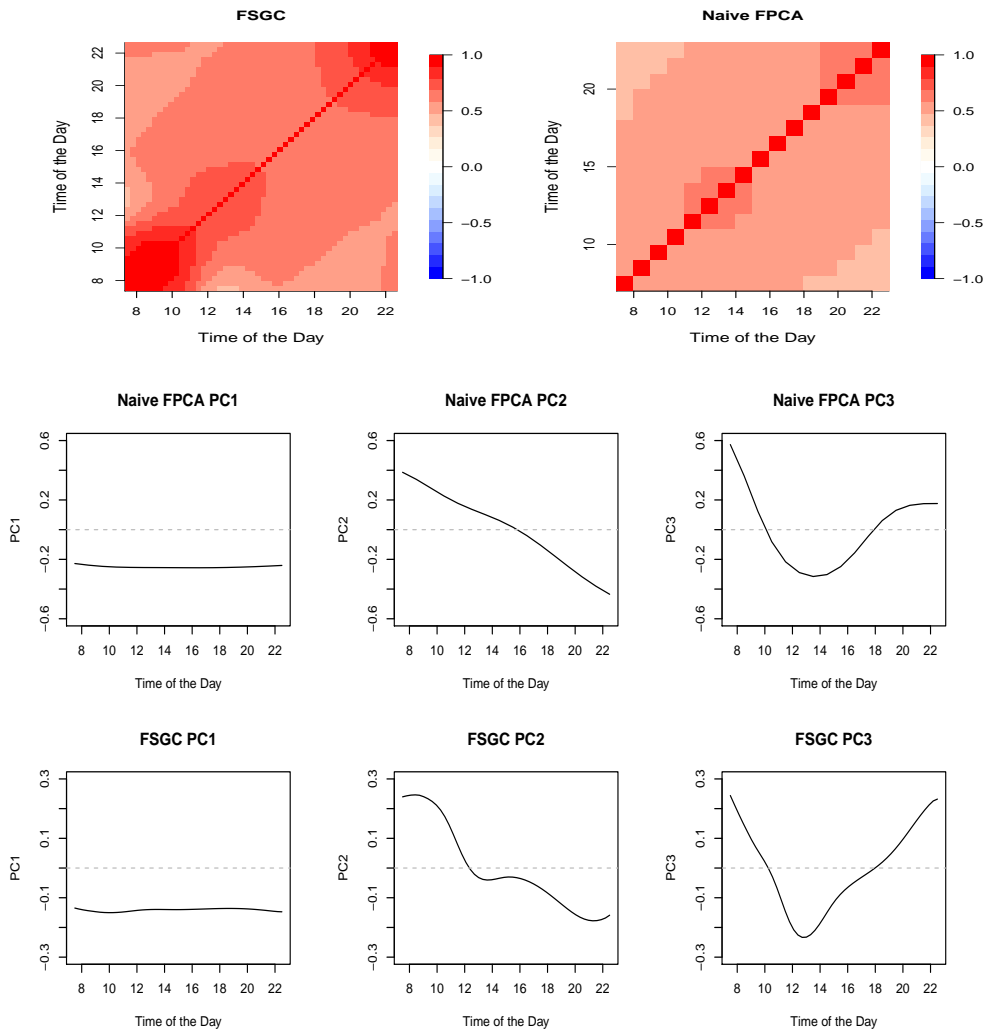 FSGC
Naive FPCA
Time of the Day
8 10 12 14 16 18 20 22
8 10 12 14 16 18 20 22
Time of the Day
1.0
0.5
0.0
−0.5
−1.0
Time of the Day
10 15 20
8 10 12 14 16 18 20 22
Time of the Day
1.0
0.5
0.0
−0.5
−1.0
Naive FPCA PC1
PC1
−0.6 −0.2 0.2 0.6
8 10 12 14 16 18 20 22
Time of the Day
Naive FPCA PC2
PC2
−0.6 −0.2 0.2 0.6
8 10 12 14 16 18 20 22
Time of the Day
Naive FPCA PC3
PC3
−0.6 −0.2 0.2 0.6
8 10 12 14 16 18 20 22
Time of the Day
FSGC PC1
PC1
−0.3 −0.1 0.1 0.3
8 10 12 14 16 18 20 22
Time of the Day
FSGC PC2
PC2
−0.3 −0.1 0.1 0.3
8 10 12 14 16 18 20 22
Time of the Day
FSGC PC3
PC3
−0.3 −0.1 0.1 0.3
8 10 12 14 16 18 20 22
Time of the Day